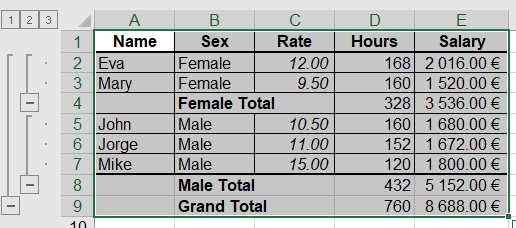 1 2 3
A B C D E
1 Name Sex Rate Hours Salary
2 Eva Female 12.00 168 2 016.00 €
3 Mary Female 9.50 160 1 520.00 €
4 Female Total 328 3 536.00 €
5 John Male 10.50 160 1 680.00 €
6 Jorge Male 11.00 152 1 672.00 €
7 Mike Male 15.00 120 1 800.00 €
8 Male Total 432 5 152.00 €
9 Grand Total 760 8 688.00 €
10